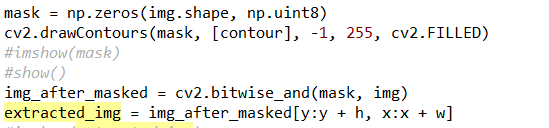 mask = np.zeros(img.shape, np.uint8)
cv2.drawContours(mask, [contour], -1, 255, cv2.FILLED)
#imshow(mask)
#show()
img_after_masked = cv2.bitwise_and(mask, img)
extracted_img = img_after_masked[y:y + h, x:x + w]